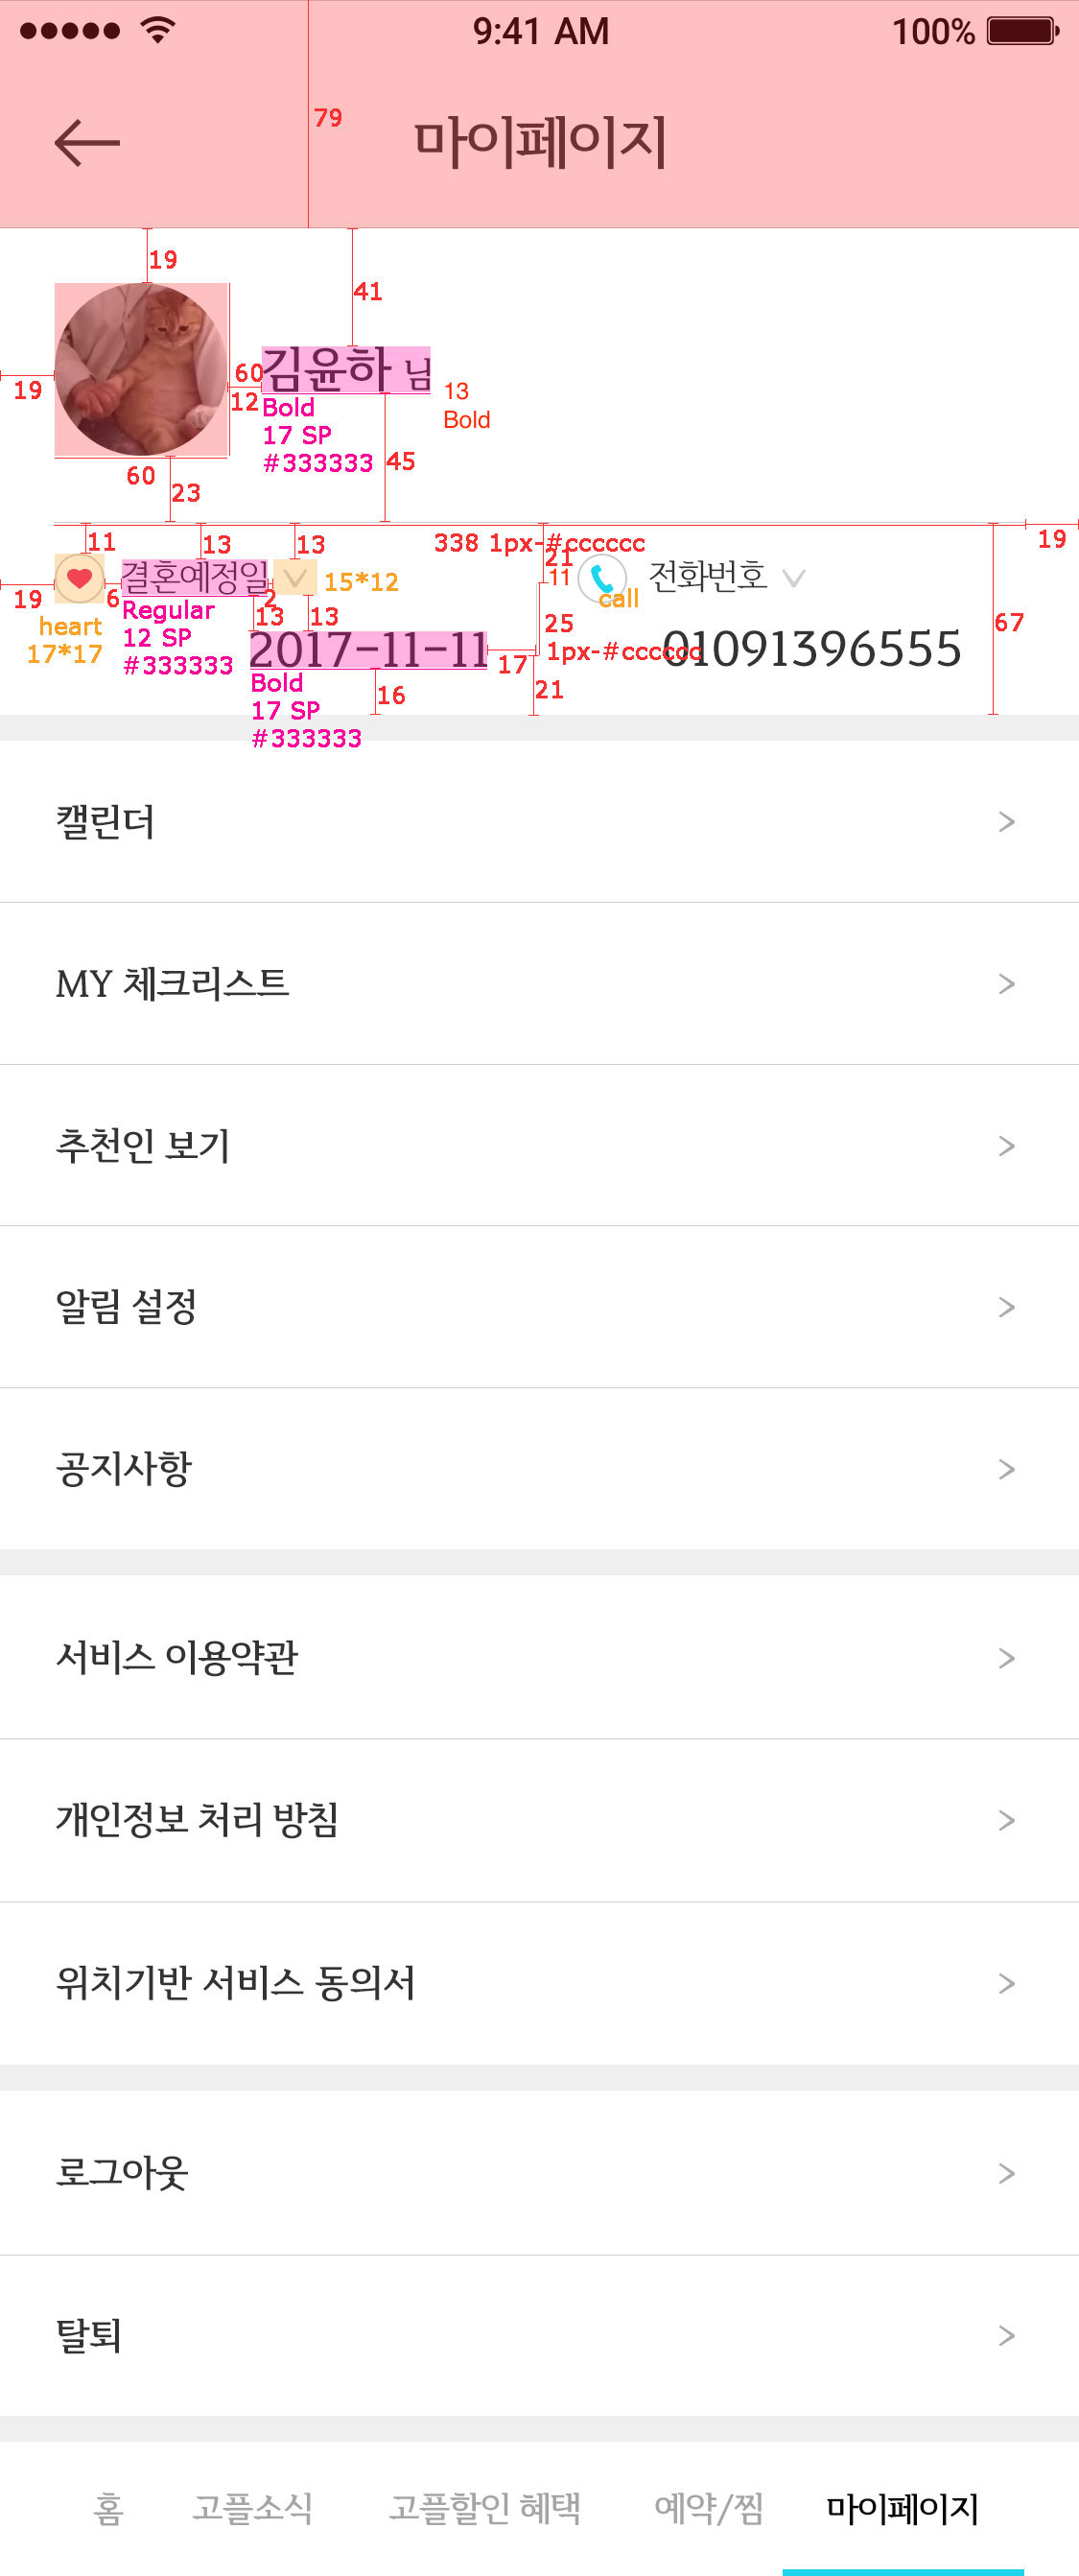 9:41 AM 100%
79
마이페이지
19
41
19
60
12
김윤하 님
13
Bold
Bold
17 SP
#333333
45
60
23
11
13
13
338 1px-#cccccc
19
21
11
19
6
결혼예정일
2
15*12
call
전화번호
heart
17*17
Regular
12 SP
#333333
13
13
25
67
2017-11-11
17
1px-#cccccc
01091396555
Bold
17 SP
#333333
16
21
캘린더 >
MY 체크리스트 >
추천인 보기 >
알림 설정 >
공지사항 >
서비스 이용약관 >
개인정보 처리 방침 >
위치기반 서비스 동의서 >
로그아웃 >
탈퇴 >
홈 고플소식 고플할인 혜택 예약/찜 마이페이지